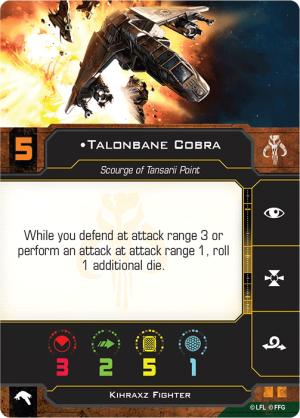 5
•Talonbane Cobra
Scourge of Tansarii Point
While you defend at attack range 3 or
perform an attack at attack range 1, roll
1 additional die.
3 2 5 1
Kihraxz Fighter
© LFL © FFG